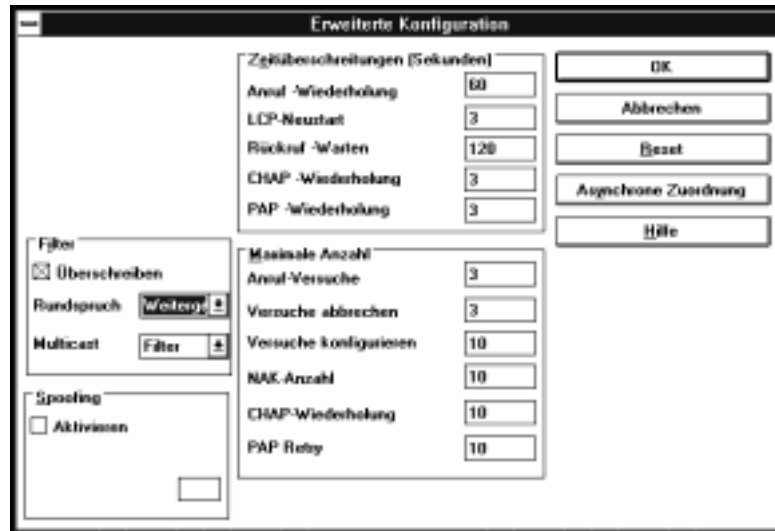 Erweiterte Konfiguration
Zeitüberschreitungen (Sekunden)
Anruf -Wiederholung 60
LCP-Neustart 3
Rückruf -Warten 120
CHAP -Wiederholung 3
PAP -Wiederholung 3
OK
Abbrechen
Reset
Asynchrone Zuordnung
Hilfe
Filter
Überschreiben
Rundspruch Weiterge
Multicast Filter
Spoofing
Aktivieren
Maximale Anzahl
Anruf-Versuche 3
Versuche abbrechen 3
Versuche konfigurieren 10
NAK-Anzahl 10
CHAP-Wiederholung 10
PAP Retry 10